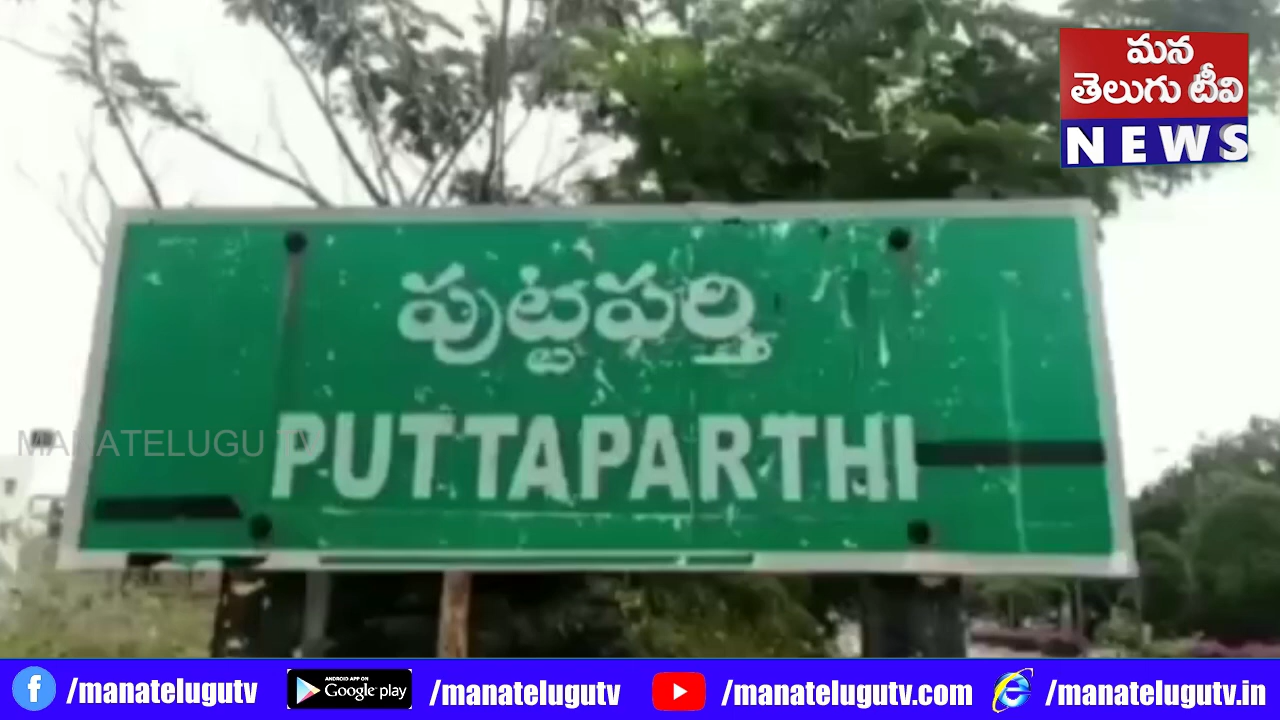 మన
తెలుగు టీవి
NEWS
పుట్టపర్తి
PUTTAPARTHI
MANATELUGU TV
/manatelugutv
ANDROID APP ON
Google play
/manatelugutv
/manatelugutv.com
/manatelugutv.in